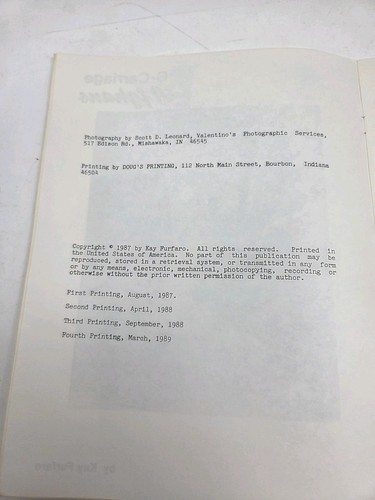 Photography by Scott D. Leonard, Valentino's Photographic Services,
517 Edison Rd., Mishawaka, IN 46545
Printing by DOUG'S PRINTING, 112 North Main Street, Bourbon, Indiana
46504
Copyright © 1987 by Kay Furfaro. All rights reserved. Printed in
the United States of America. No part of this publication may be
reproduced, stored in a retrieval system, or transmitted in any form
or by any means, electronic, mechanical, photocopying, recording or
otherwise without the prior written permission of the author.
First Printing, August, 1987.
Second Printing, April, 1988
Third Printing, September, 1988
Fourth Printing, March, 1989